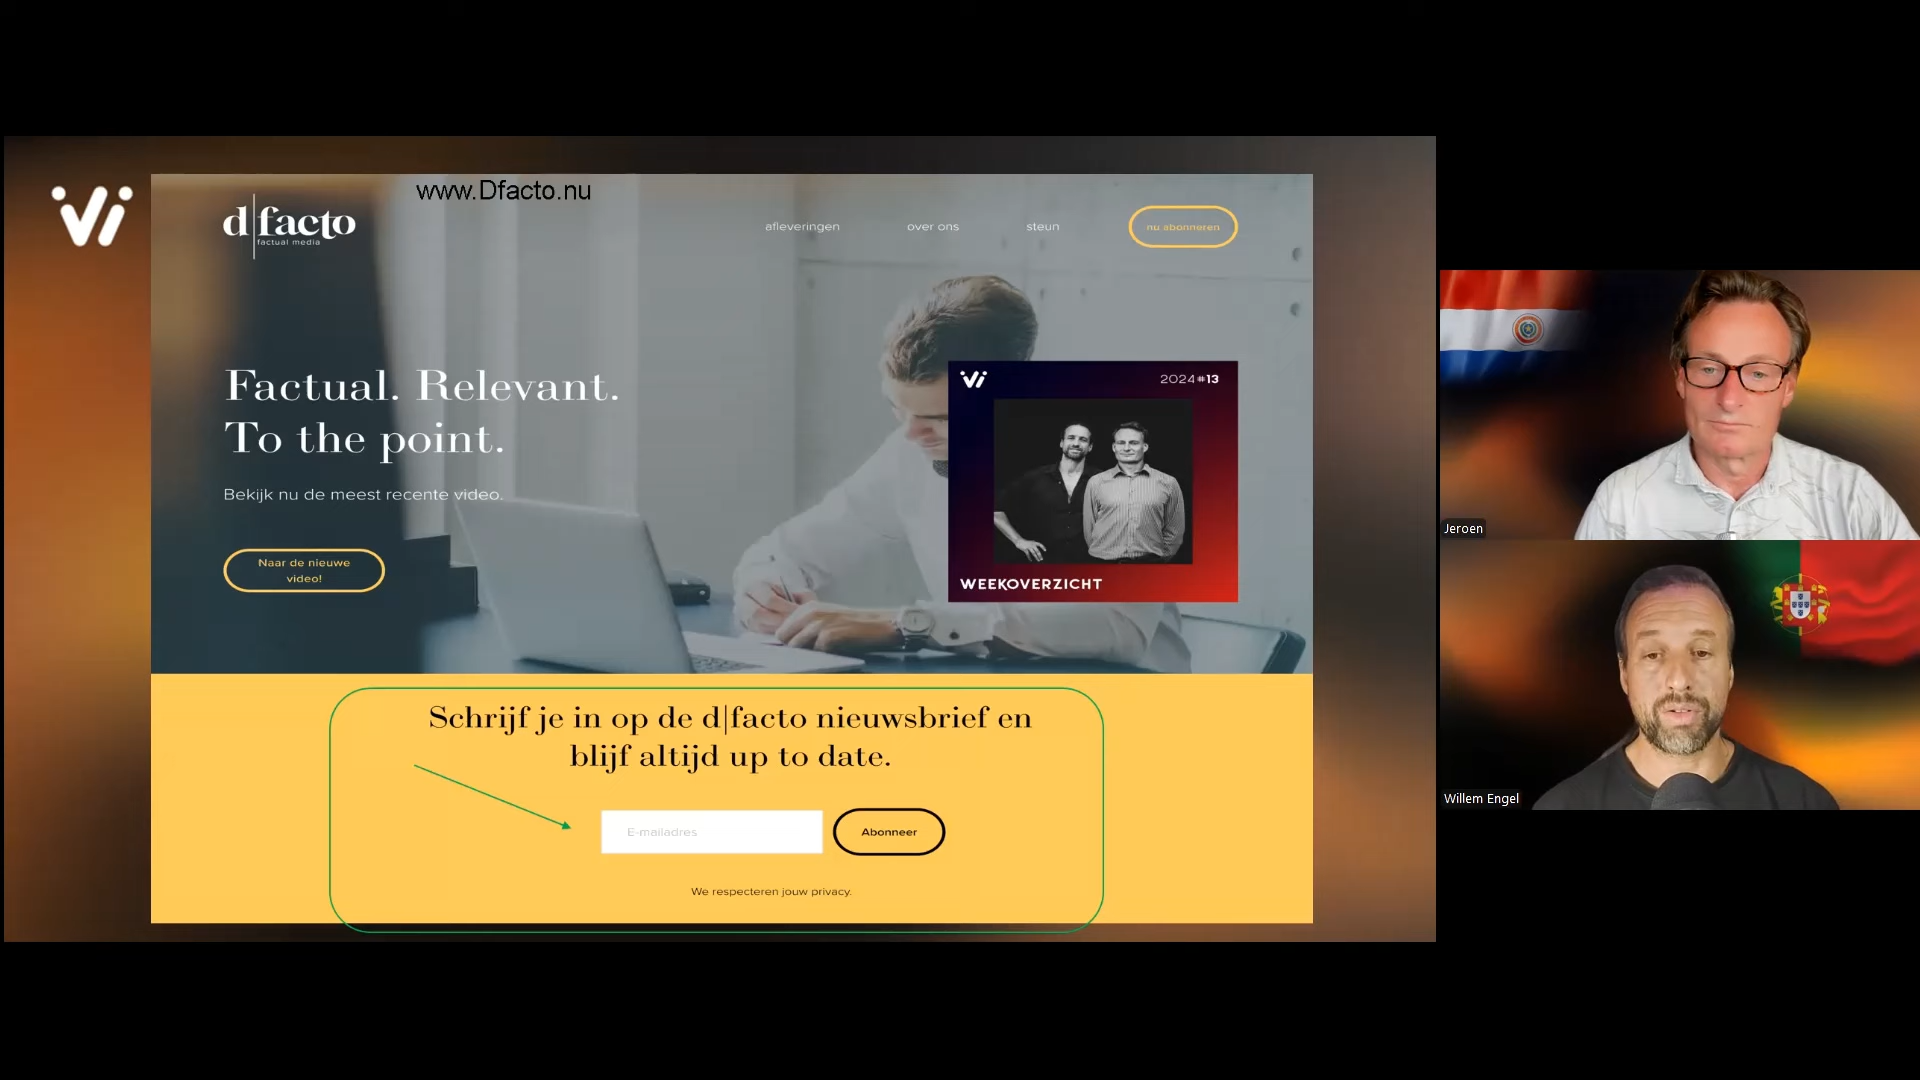 www.Dfacto.nu
d|facto
factual media
afleveringen
over ons
steun
nu abonneren
Factual. Relevant.
To the point.
Bekijk nu de meest recente video.
Naar de nieuwe
video!
2024#13
WEEKOVERZICHT
Schrijf je in op de d|facto nieuwsbrief en
blijf altijd up to date.
E-mailadres
Abonneer
We respecteren jouw privacy.
Jeroen
Willem Engel